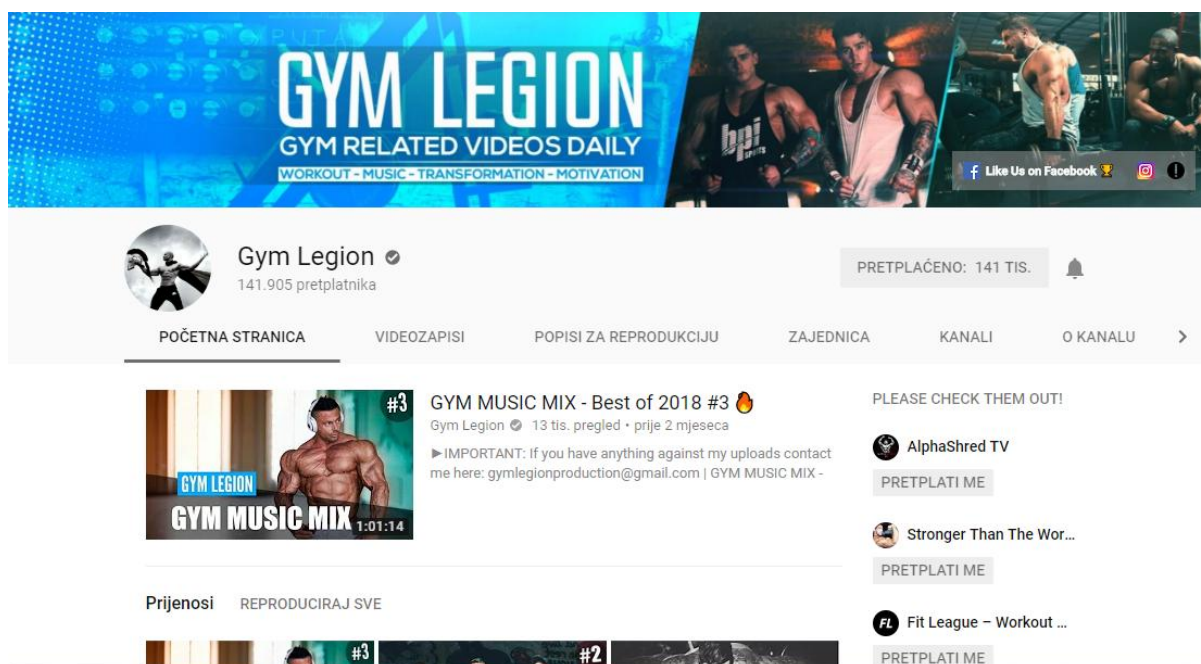 GYM LEGION
GYM RELATED VIDEOS DAILY
WORKOUT - MUSIC - TRANSFORMATION - MOTIVATION
bpi
SPORTS
Like Us on Facebook
Gym Legion
141.905 pretplatnika
PRETPLAĆENO: 141 TIS.
POČETNA STRANICA VIDEOZAPISI POPISI ZA REPRODUKCIJU ZAJEDNICA KANALI O KANALU
#3
GYM LEGION
GYM MUSIC MIX
1:01:14
GYM MUSIC MIX - Best of 2018 #3 🔥
Gym Legion 13 tis. pregled • prije 2 mjeseca
►IMPORTANT: If you have anything against my uploads contact
me here: gymlegionproduction@gmail.com | GYM MUSIC MIX -
PLEASE CHECK THEM OUT!
AlphaShred TV
PRETPLATI ME
Stronger Than The Wor...
PRETPLATI ME
FL Fit League – Workout ...
PRETPLATI ME
Prijenosi REPRODUCIRAJ SVE
#3
#2